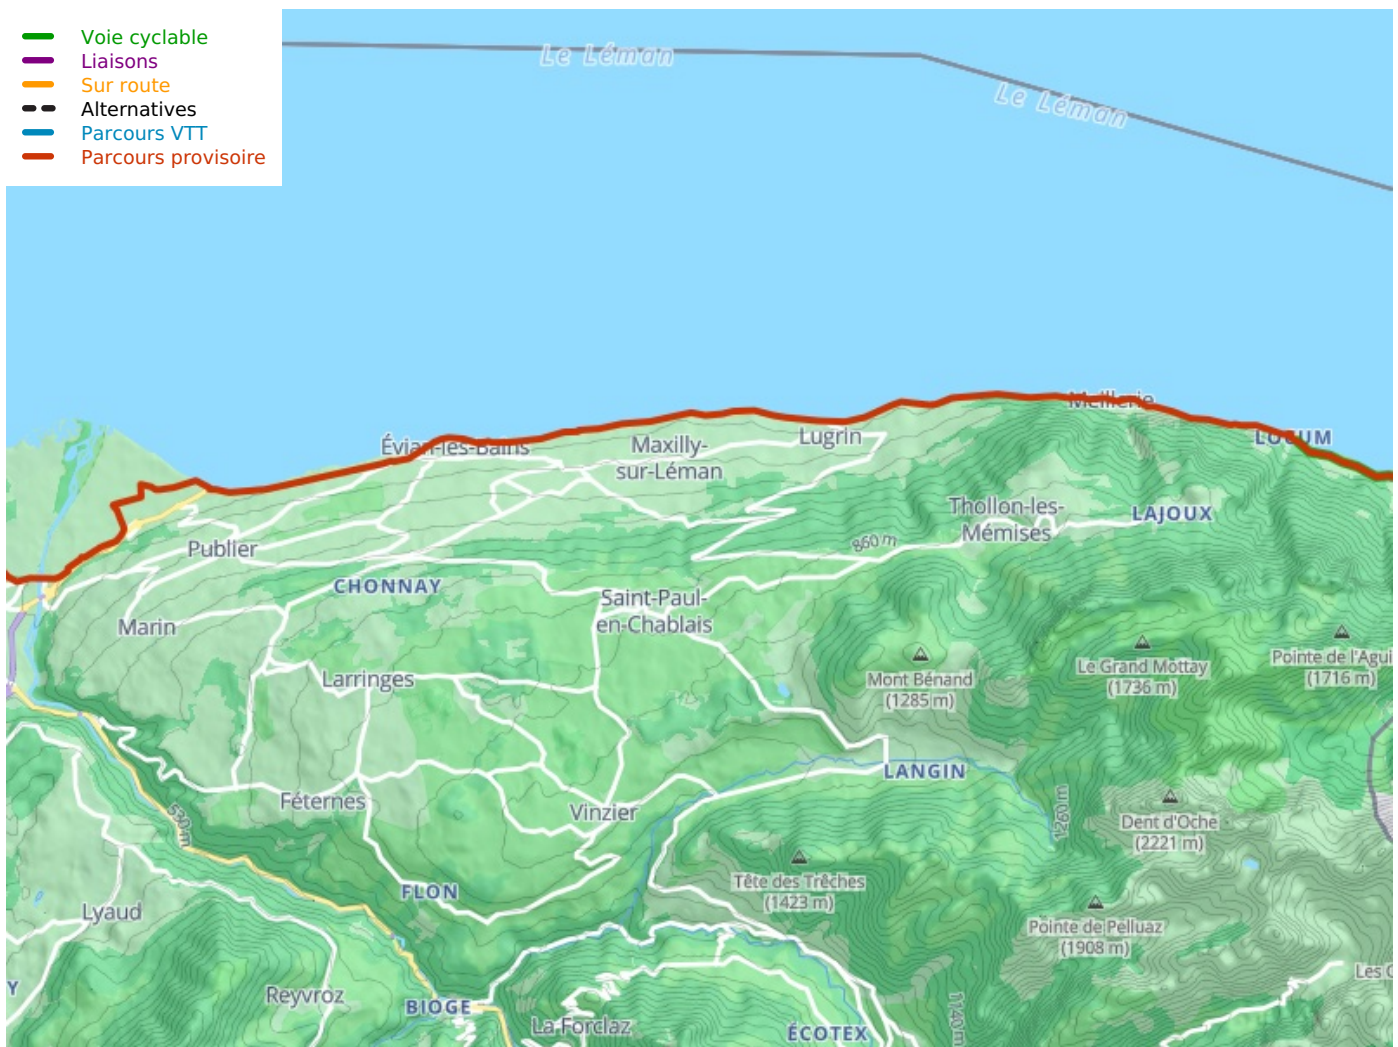 Voie cyclable
Liaisons
Sur route
Alternatives
Parcours VTT
Parcours provisoire
Le Léman
Le Léman
Meillerie
Évian-les-Bains
Maxilly-
sur-Léman
Lugrin
LOCUM
Thollon-les-
Mémises
LAJOUX
860 m
Publier
CHONNAY
Saint-Paul-
en-Chablais
Marin
Larringes
Mont Bénand
(1285 m)
Le Grand Mottay
(1736 m)
Pointe de l'Agui
(1716 m)
LANGIN
Féternes
Vinzier
530 m
1260 m
Dent d'Oche
(2221 m)
Tête des Trêches
(1423 m)
FLON
Lyaud
Pointe de Pelluaz
(1908 m)
Les C
Y
Reyvroz
BIOGE
La Forclaz
ÉCOTEX
1140 m